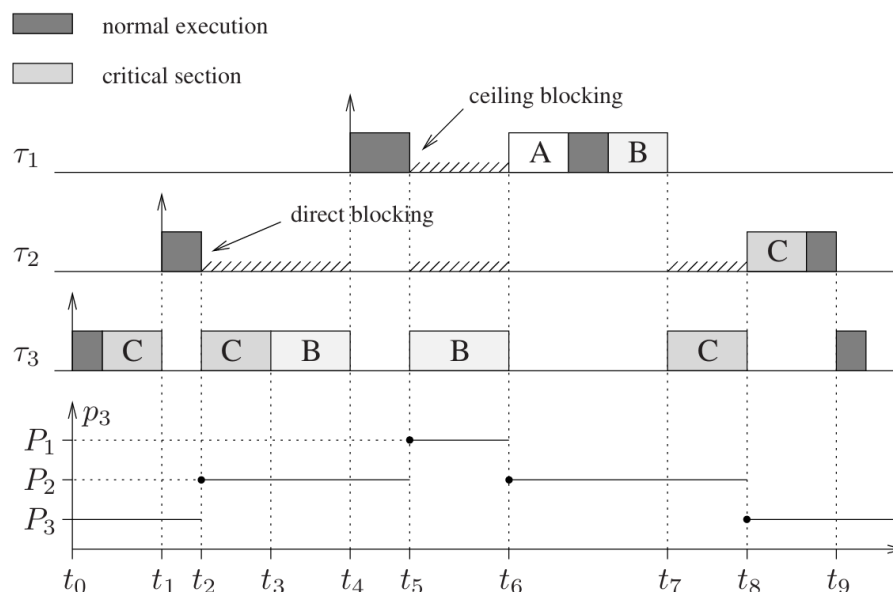 normal execution
critical section
ceiling blocking
τ₁ A B
direct blocking
τ₂ C
τ₃ C C B B C
p₃
P₁
P₂
P₃
t₀ t₁ t₂ t₃ t₄ t₅ t₆ t₇ t₈ t₉